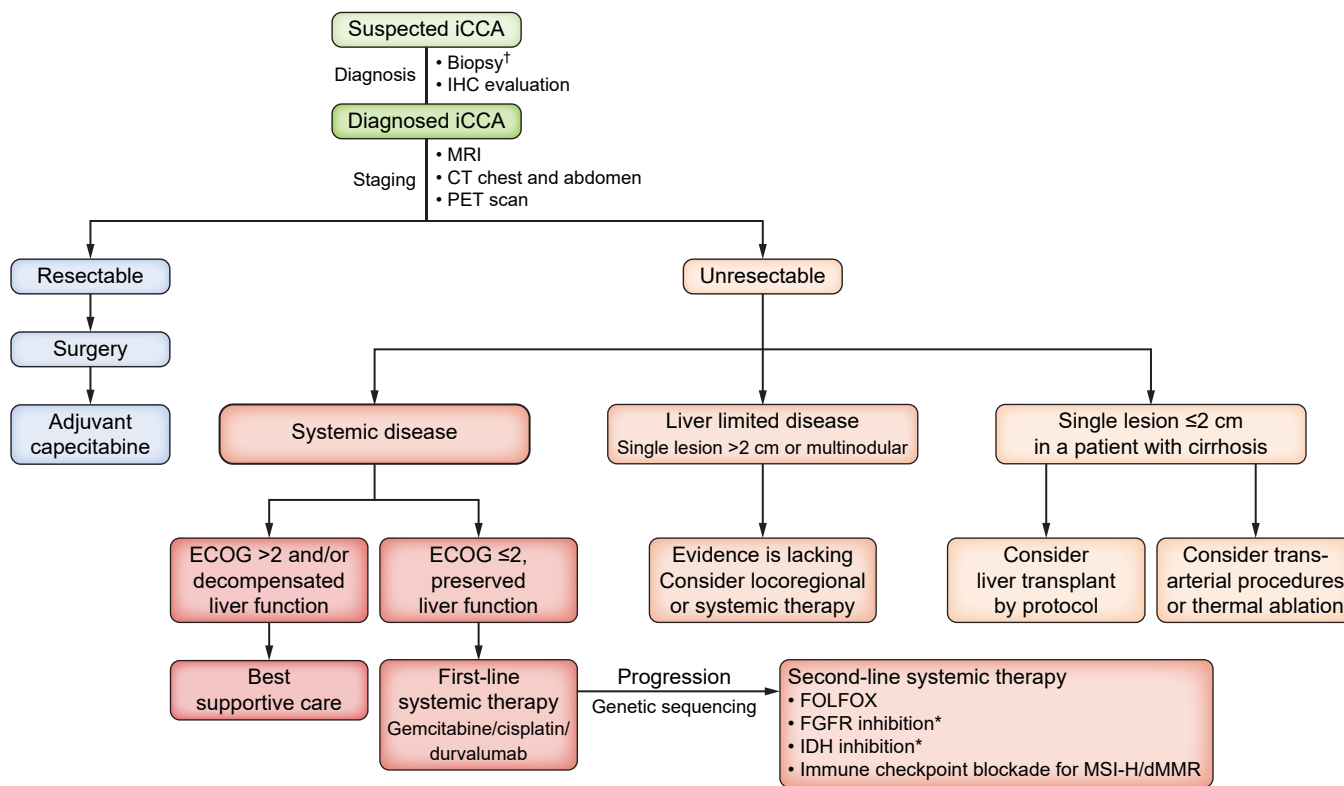 Suspected iCCA
Diagnosis
• Biopsy†
• IHC evaluation
Diagnosed iCCA
Staging
• MRI
• CT chest and abdomen
• PET scan
Resectable
Unresectable
Surgery
Adjuvant
capecitabine
Systemic disease
Liver limited disease
Single lesion >2 cm or multinodular
Single lesion ≤2 cm
in a patient with cirrhosis
ECOG >2 and/or
decompensated
liver function
ECOG ≤2,
preserved
liver function
Evidence is lacking
Consider locoregional
or systemic therapy
Consider
liver transplant
by protocol
Consider trans-
arterial procedures
or thermal ablation
Best
supportive care
First-line
systemic therapy
Gemcitabine/cisplatin/
durvalumab
Progression
Genetic sequencing
Second-line systemic therapy
• FOLFOX
• FGFR inhibition*
• IDH inhibition*
• Immune checkpoint blockade for MSI-H/dMMR